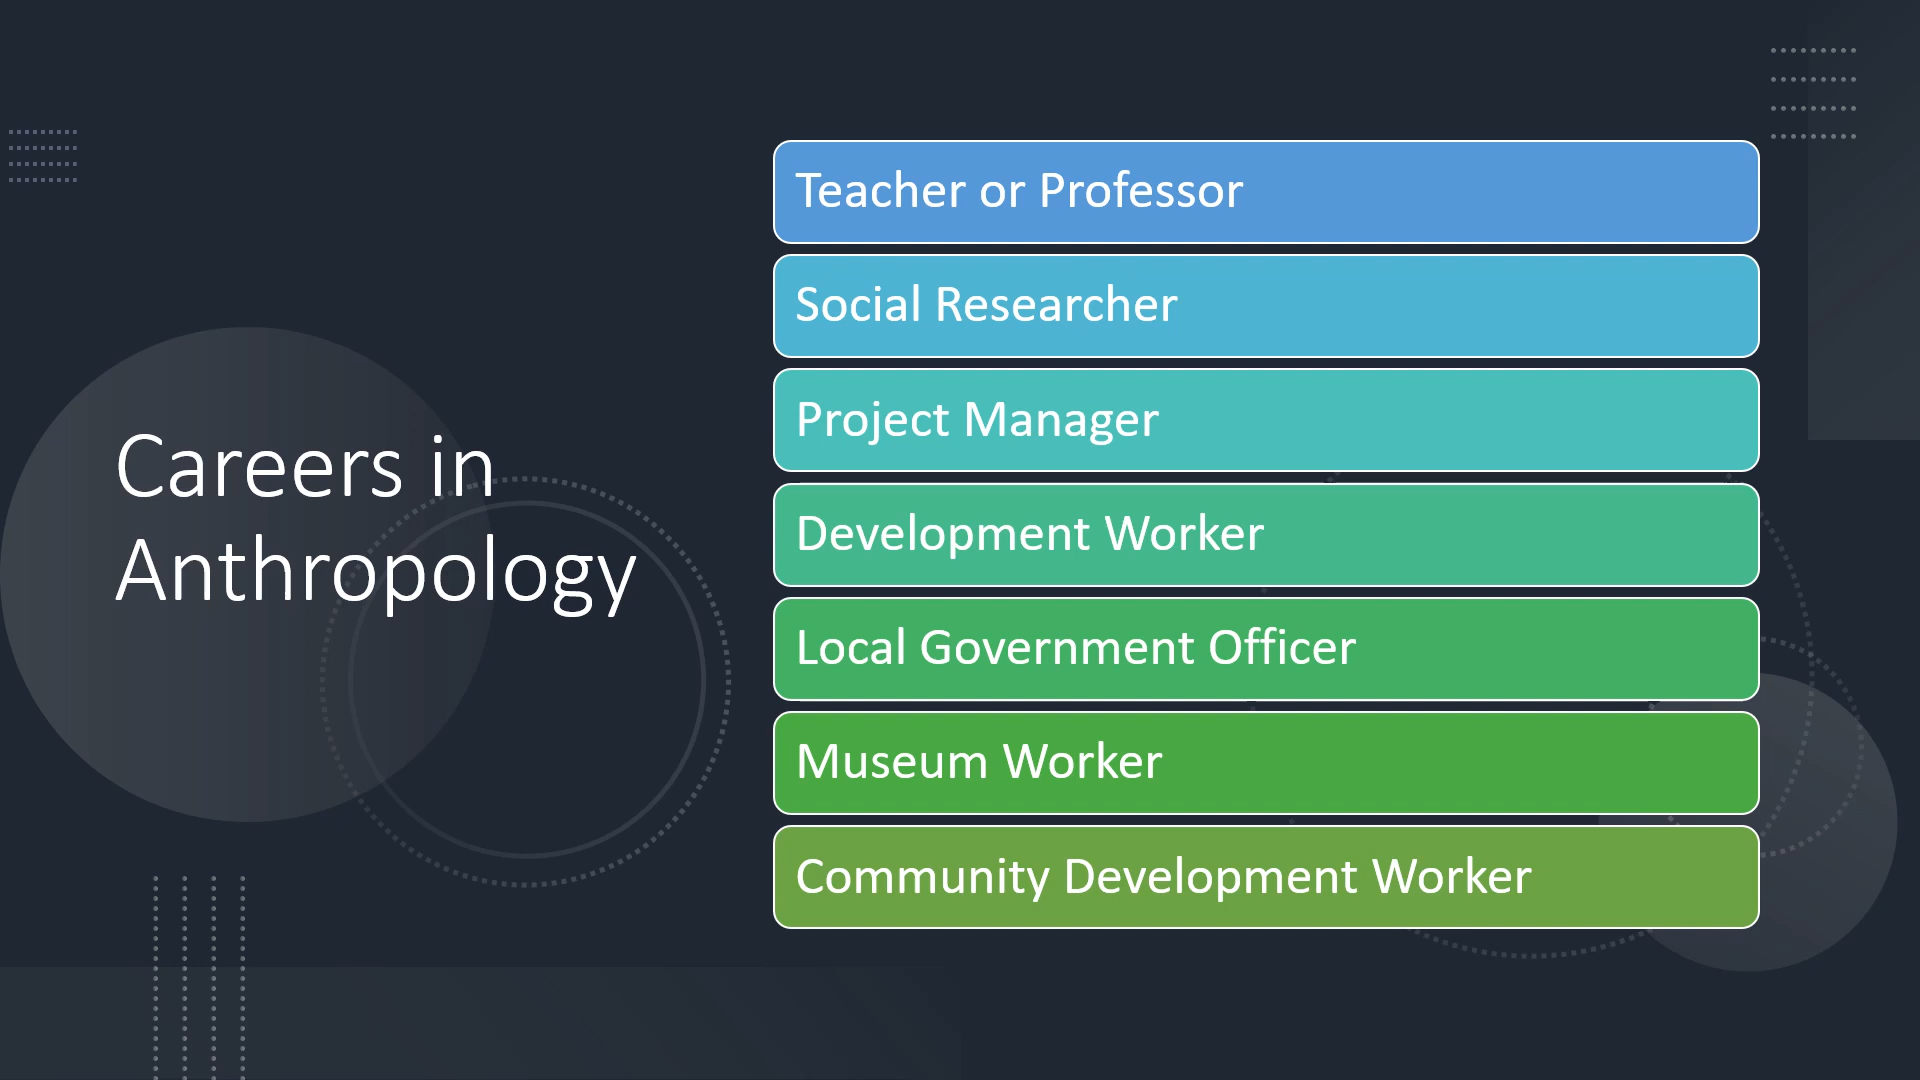 Careers in
Anthropology
Teacher or Professor
Social Researcher
Project Manager
Development Worker
Local Government Officer
Museum Worker
Community Development Worker